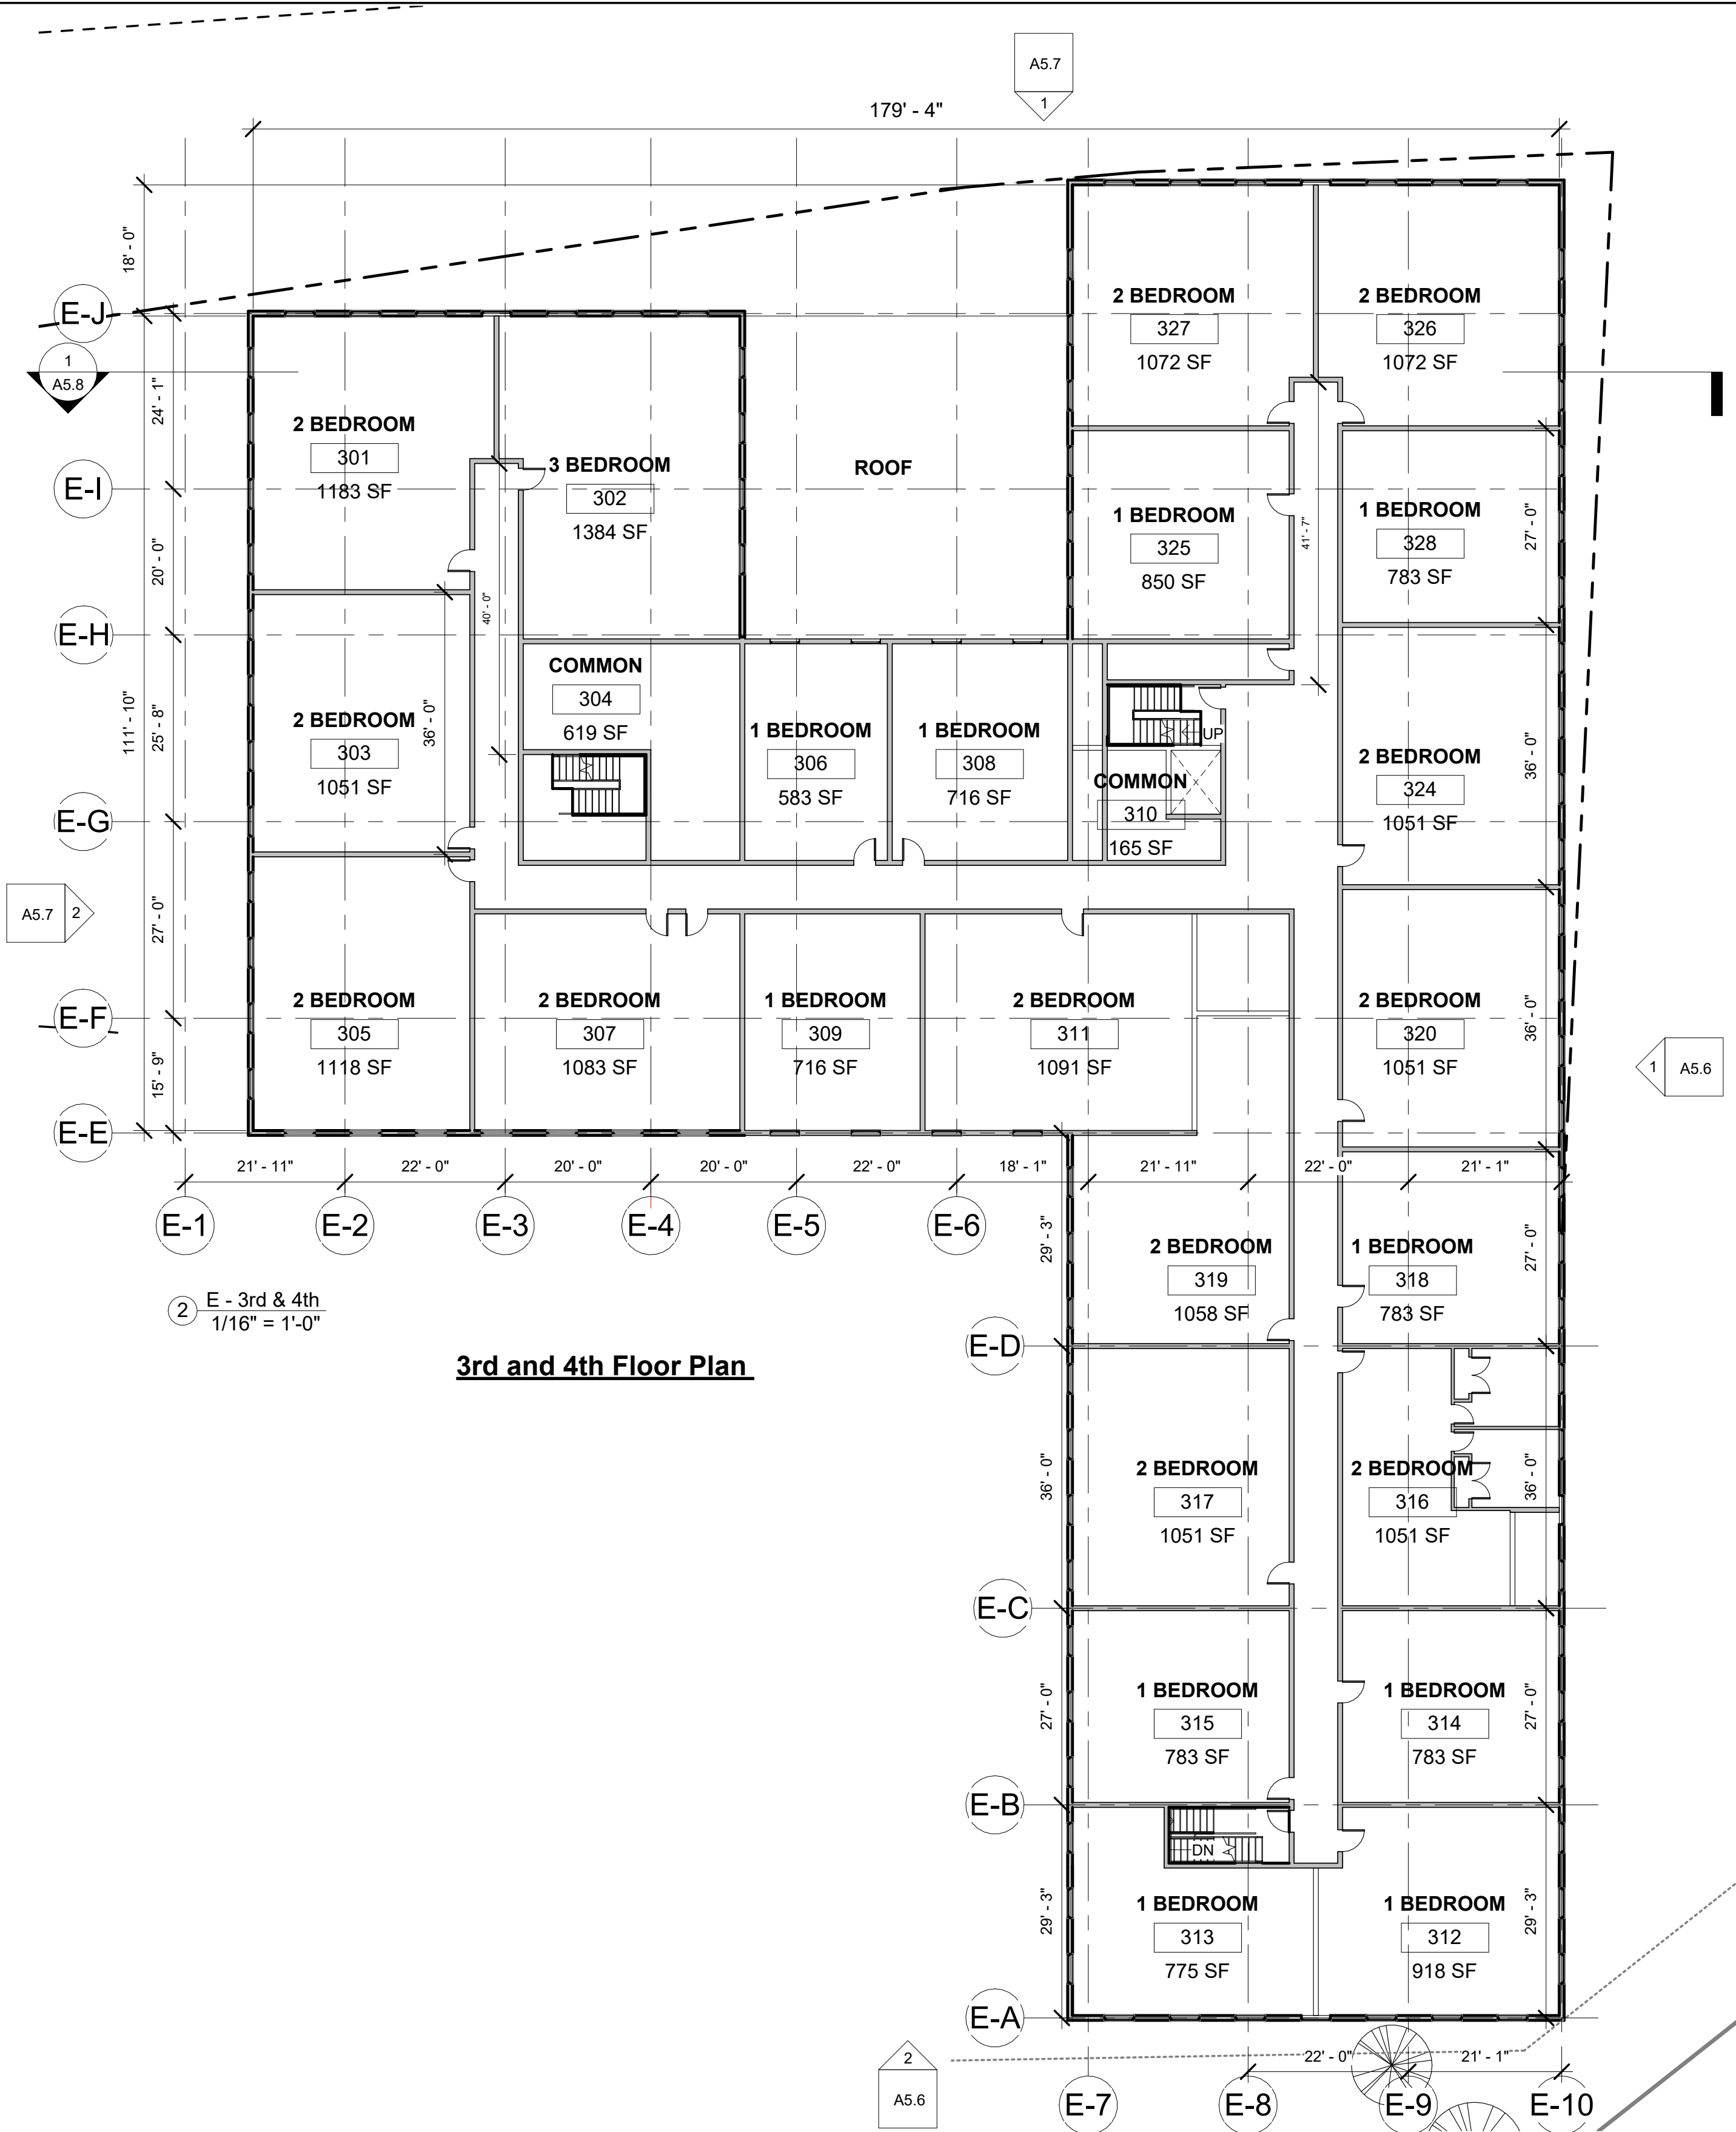 A5.7
1
179' - 4"
18' - 0"
E-J
2 BEDROOM
327
1072 SF
2 BEDROOM
326
1072 SF
1
A5.8
24' - 1"
2 BEDROOM
301
1183 SF
3 BEDROOM
302
1384 SF
ROOF
E-I
1 BEDROOM
325
850 SF
41' - 7"
1 BEDROOM
328
783 SF
27' - 0"
20' - 0"
40' - 0"
E-H
111' - 10"
25' - 8"
2 BEDROOM
303
1051 SF
36' - 0"
COMMON
304
619 SF
1 BEDROOM
306
583 SF
1 BEDROOM
308
716 SF
UP
COMMON
310
165 SF
2 BEDROOM
324
1051 SF
36' - 0"
E-G
A5.7
2
27' - 0"
E-F
2 BEDROOM
305
1118 SF
2 BEDROOM
307
1083 SF
1 BEDROOM
309
716 SF
2 BEDROOM
311
1091 SF
2 BEDROOM
320
1051 SF
36' - 0"
1
A5.6
15' - 9"
E-E
21' - 11"
22' - 0"
20' - 0"
20' - 0"
22' - 0"
18' - 1"
21' - 11"
22' - 0"
21' - 1"
E-1
E-2
E-3
E-4
E-5
E-6
29' - 3"
2 BEDROOM
319
1058 SF
1 BEDROOM
318
783 SF
27' - 0"
2
E - 3rd & 4th
1/16" = 1'-0"
3rd and 4th Floor Plan
E-D
36' - 0"
2 BEDROOM
317
1051 SF
2 BEDROOM
316
1051 SF
36' - 0"
E-C
27' - 0"
1 BEDROOM
315
783 SF
1 BEDROOM
314
783 SF
27' - 0"
E-B
DN
29' - 3"
1 BEDROOM
313
775 SF
1 BEDROOM
312
918 SF
29' - 3"
E-A
2
A5.6
22' - 0"
21' - 1"
E-7
E-8
E-9
E-10